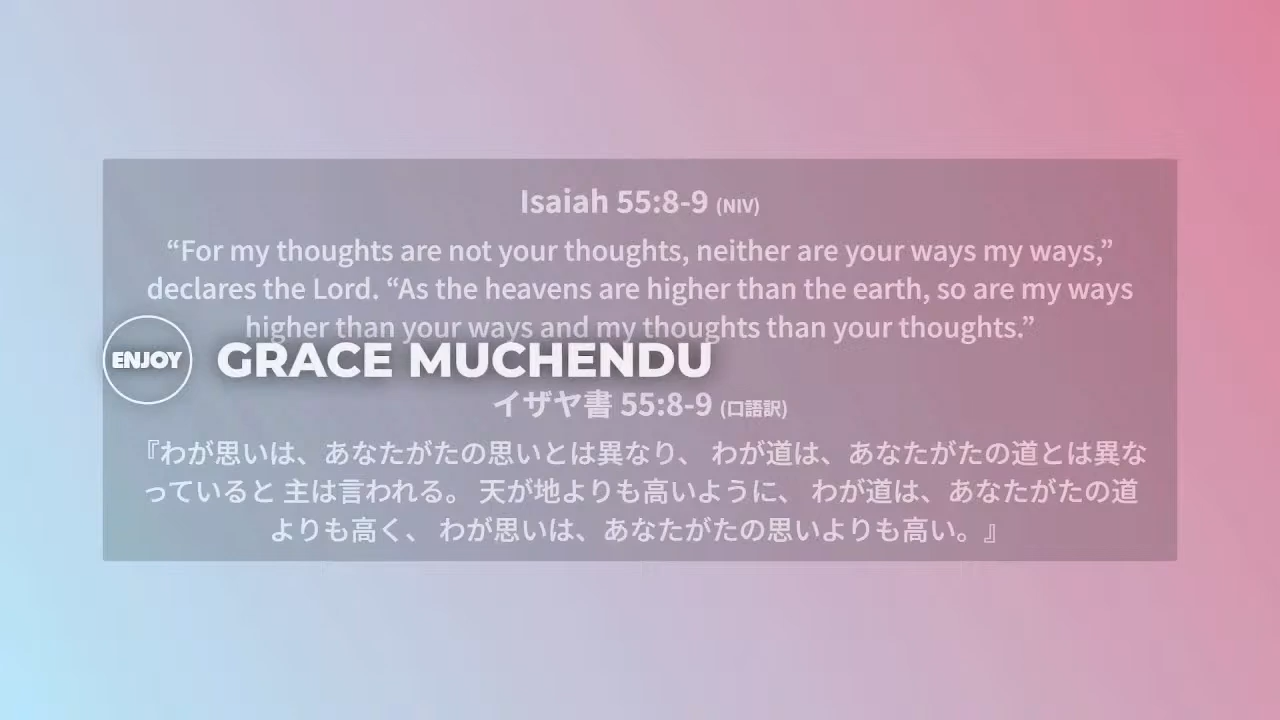 Isaiah 55:8-9 (NIV)
“For my thoughts are not your thoughts, neither are your ways my ways,”
declares the Lord. “As the heavens are higher than the earth, so are my ways
higher than your ways and my thoughts than your thoughts.”
ENJOY GRACE MUCHENDU
イザヤ書 55:8-9 (口語訳)
『わが思いは、あなたがたの思いとは異なり、 わが道は、あなたがたの道とは異な
っていると 主は言われる。 天が地よりも高いように、 わが道は、あなたがたの道
よりも高く、 わが思いは、あなたがたの思いよりも高い。』